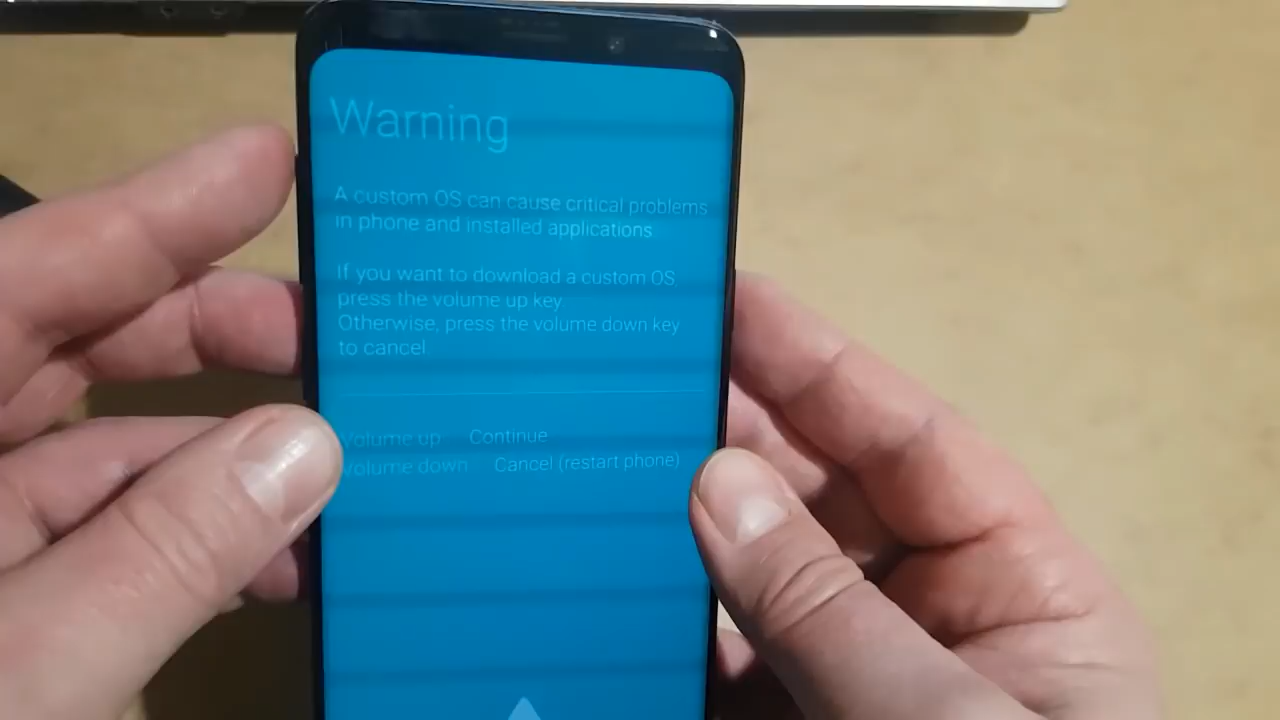 Warning
A custom OS can cause critical problems
in phone and installed applications
If you want to download a custom OS,
press the volume up key.
Otherwise, press the volume down key
to cancel.
Volume up: Continue
Volume down: Cancel (restart phone)